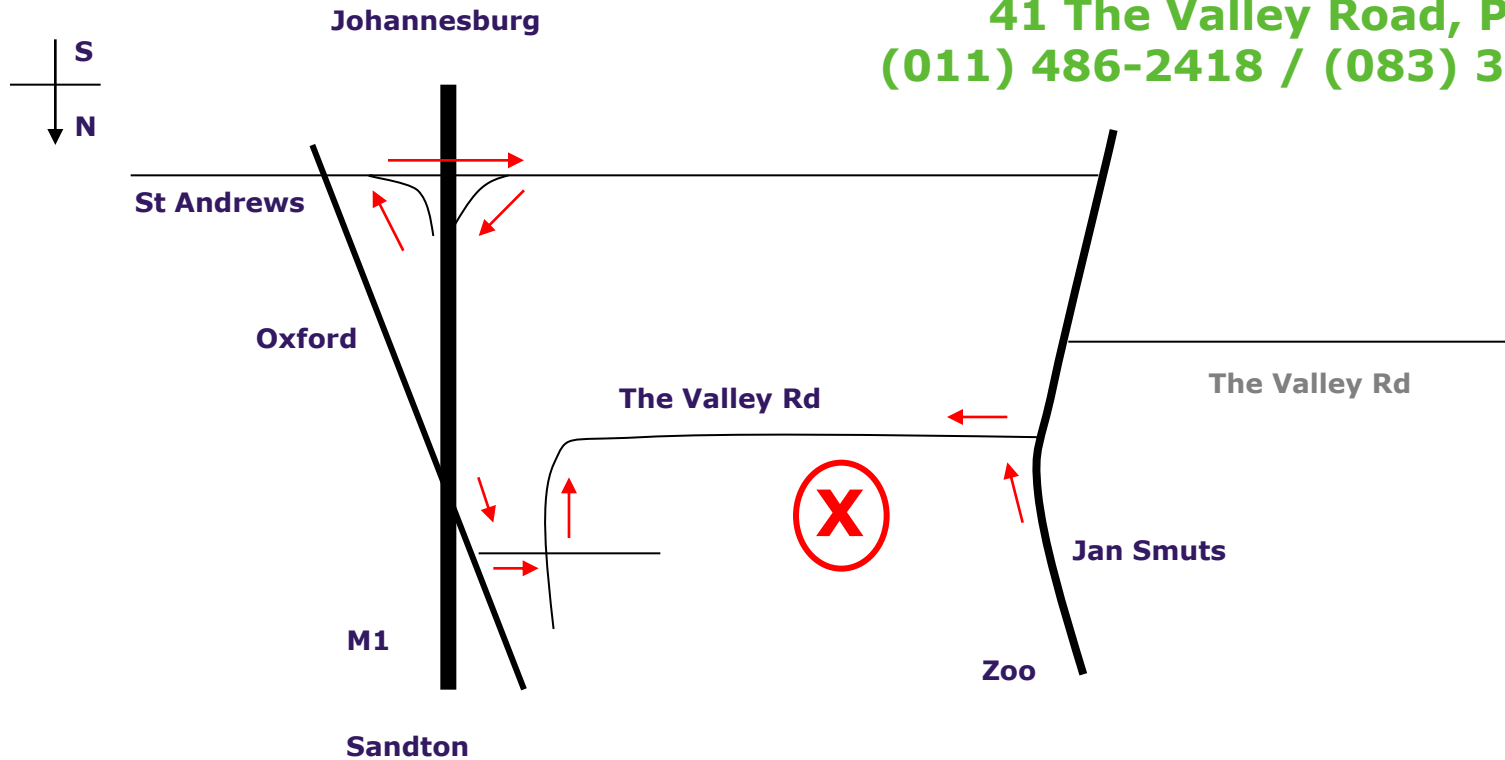 Johannesburg
41 The Valley Road, P
(011) 486-2418 / (083) 3
S
N
St Andrews
Oxford
The Valley Rd
The Valley Rd
X
Jan Smuts
M1
Zoo
Sandton